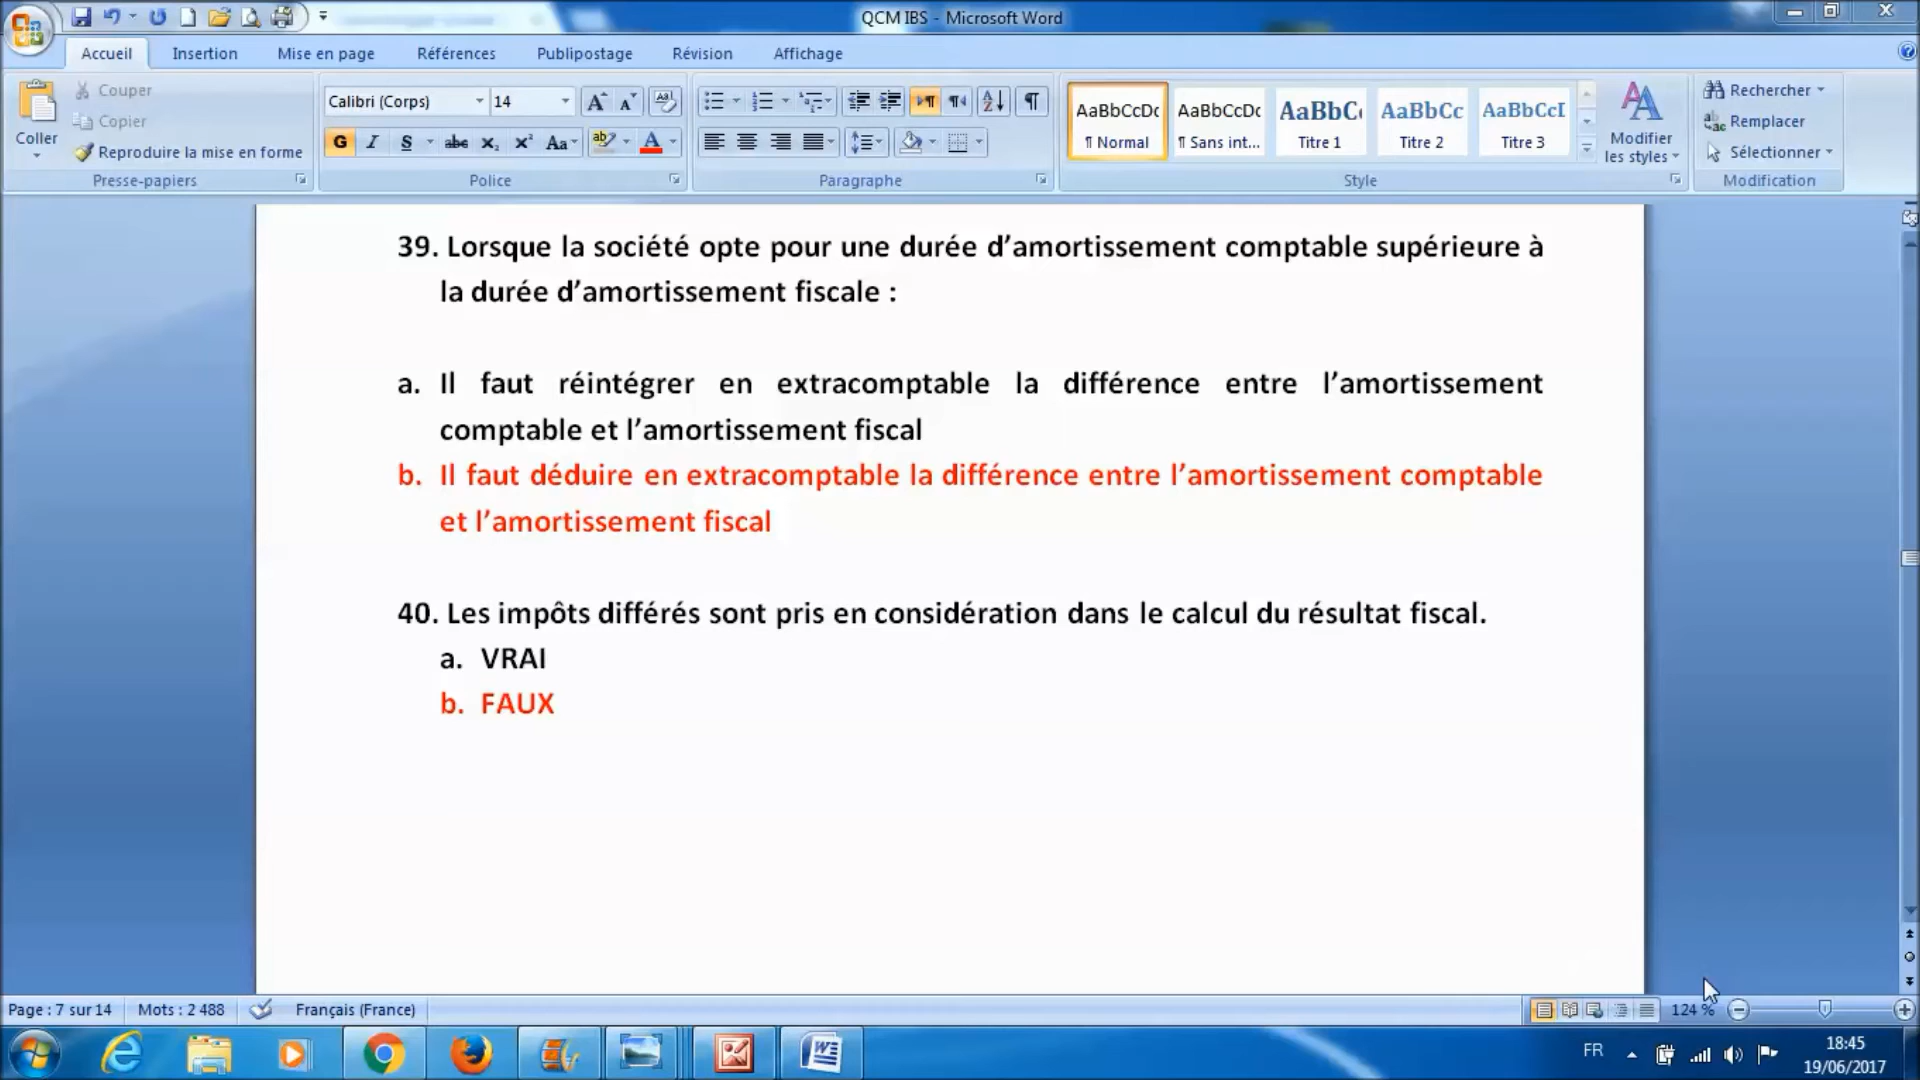 QCM IBS - Microsoft Word
Accueil Insertion Mise en page Références Publipostage Révision Affichage
Coller
Couper
Copier
Reproduire la mise en forme
Presse-papiers
Calibri (Corps) 14
G I S abc x₂ x² Aa
Police
Paragraphe
AaBbCcDc AaBbCcDc AaBbC AaBbCc AaBbCcI
¶ Normal ¶ Sans int... Titre 1 Titre 2 Titre 3
Modifier
les styles
Style
Rechercher
Remplacer
Sélectionner
Modification
39. Lorsque la société opte pour une durée d’amortissement comptable supérieure à
la durée d’amortissement fiscale :
a. Il faut réintégrer en extracomptable la différence entre l’amortissement
comptable et l’amortissement fiscal
b. Il faut déduire en extracomptable la différence entre l’amortissement comptable
et l’amortissement fiscal
40. Les impôts différés sont pris en considération dans le calcul du résultat fiscal.
a. VRAI
b. FAUX
Page : 7 sur 14 Mots : 2 488 Français (France) 124 %
FR 18:45
19/06/2017